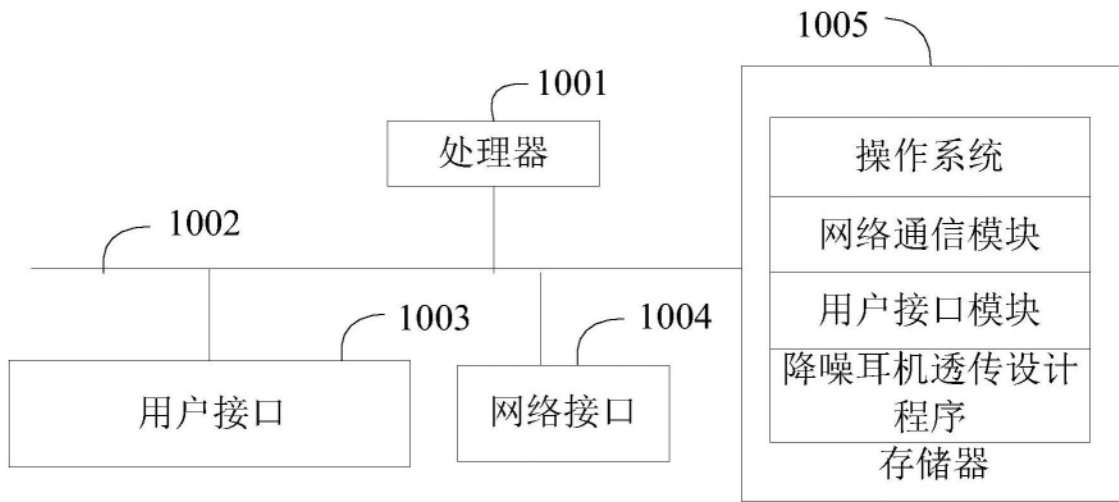 1005
1001
处理器
操作系统
1002
网络通信模块
用户接口模块
1003
1004
降噪耳机透传设计
程序
用户接口
网络接口
存储器